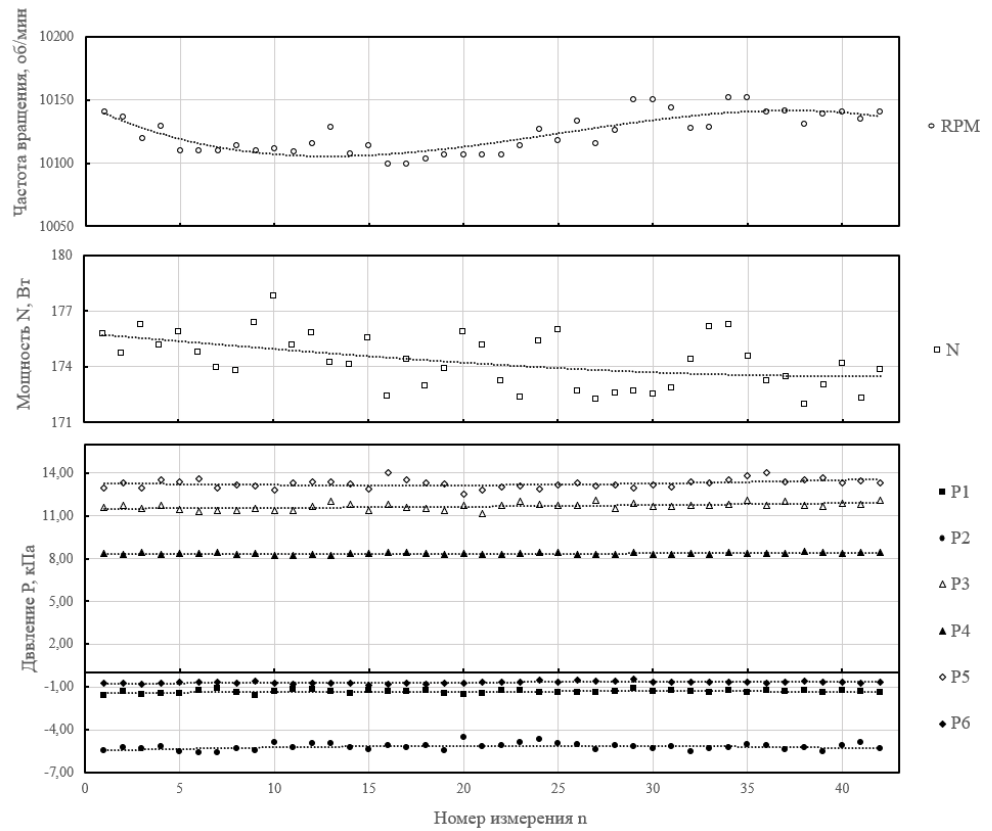 Частота вращения, об/мин
10200
10150
10100
10050
RPM
Мощность N, Вт
180
177
174
171
N
Дввление P, кПа
14,00
11,00
8,00
5,00
2,00
-1,00
-4,00
-7,00
P1
P2
P3
P4
P5
P6
0 5 10 15 20 25 30 35 40
Номер измерения n